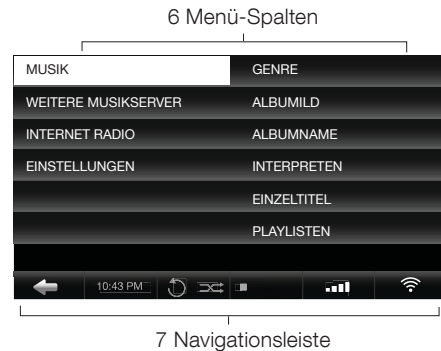 6 Menü-Spalten
MUSIK
GENRE
WEITERE MUSIKSERVER
ALBUMILD
INTERNET RADIO
ALBUMNAME
EINSTELLUNGEN
INTERPRETEN
EINZELTITEL
PLAYLISTEN
10:43 PM
7 Navigationsleiste